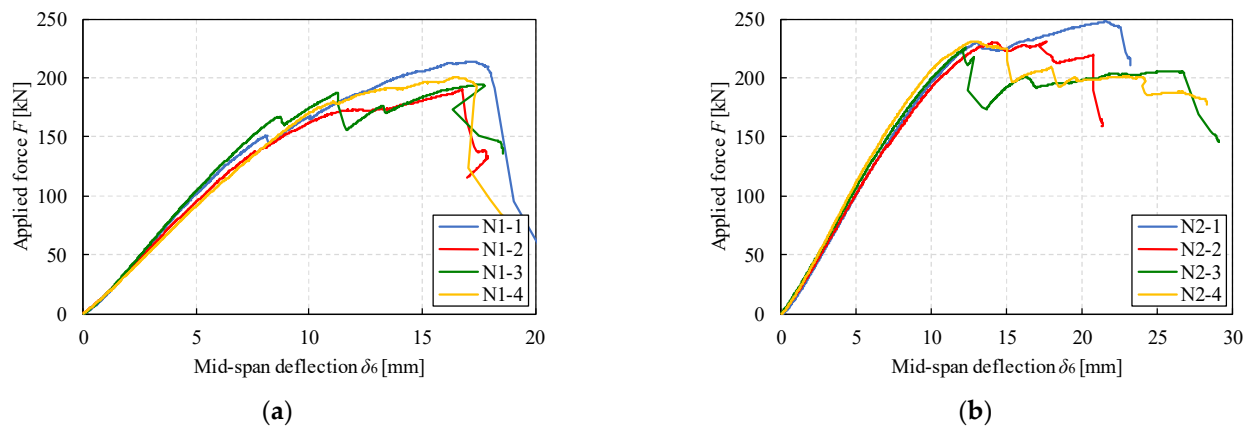 250
200
150
100
50
0
Applied force F [kN]
0 5 10 15 20
Mid-span deflection δ6 [mm]
N1-1
N1-2
N1-3
N1-4
(a)
250
200
150
100
50
0
Applied force F [kN]
0 5 10 15 20 25 30
Mid-span deflection δ6 [mm]
N2-1
N2-2
N2-3
N2-4
(b)